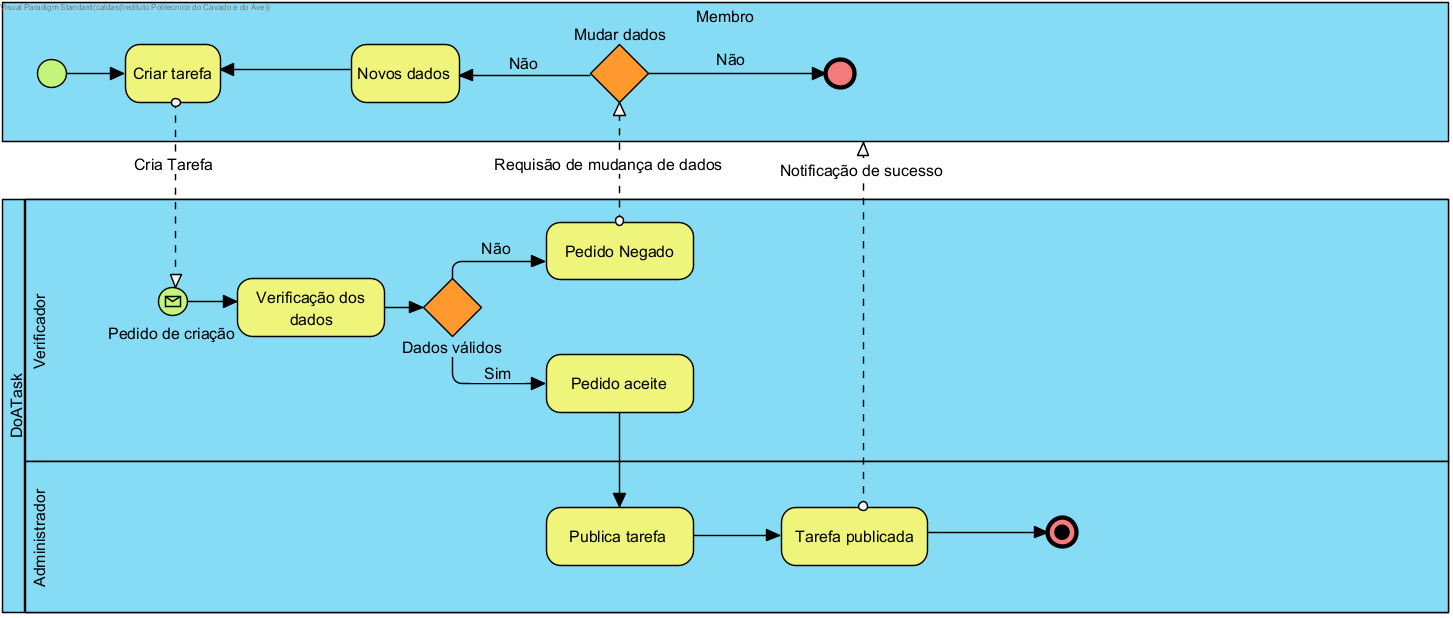 Visual Paradigm Standard(caldas(Instituto Politecnico do Cavado e do Ave))
Membro
Mudar dados
Criar tarefa
Novos dados
Não
Não
Cria Tarefa
Requisão de mudança de dados
Notificação de sucesso
DoATask
Verificador
Pedido de criação
Verificação dos
dados
Não
Dados válidos
Sim
Pedido Negado
Pedido aceite
Administrador
Publica tarefa
Tarefa publicada